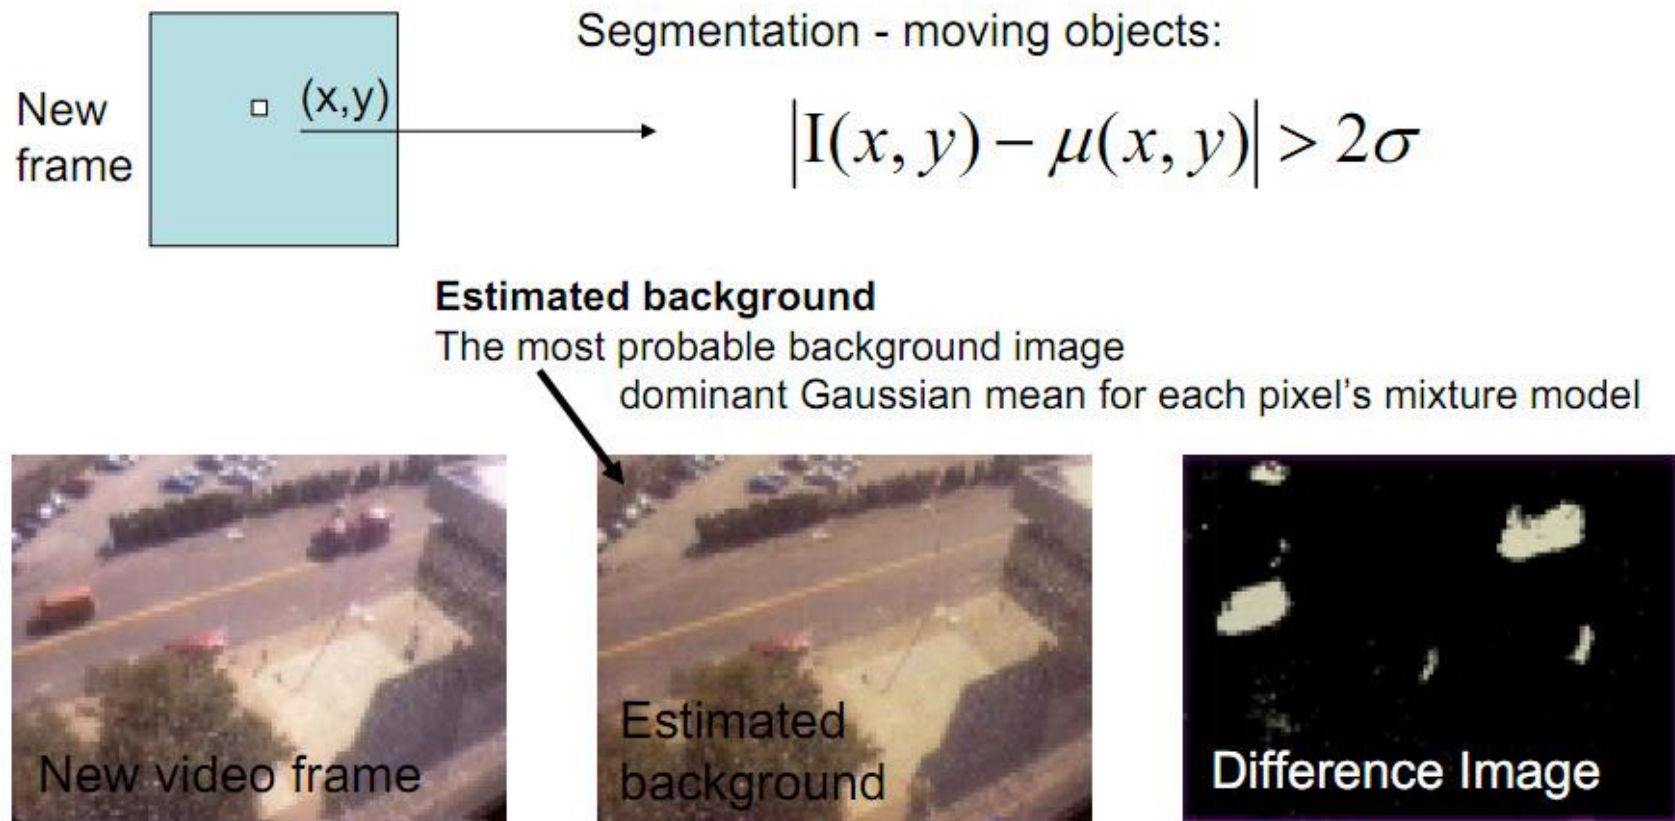 Segmentation - moving objects:
New
frame
(x,y)
|I(x, y) − μ(x, y)| > 2σ
Estimated background
The most probable background image
dominant Gaussian mean for each pixel's mixture model
New video frame
Estimated
background
Difference Image